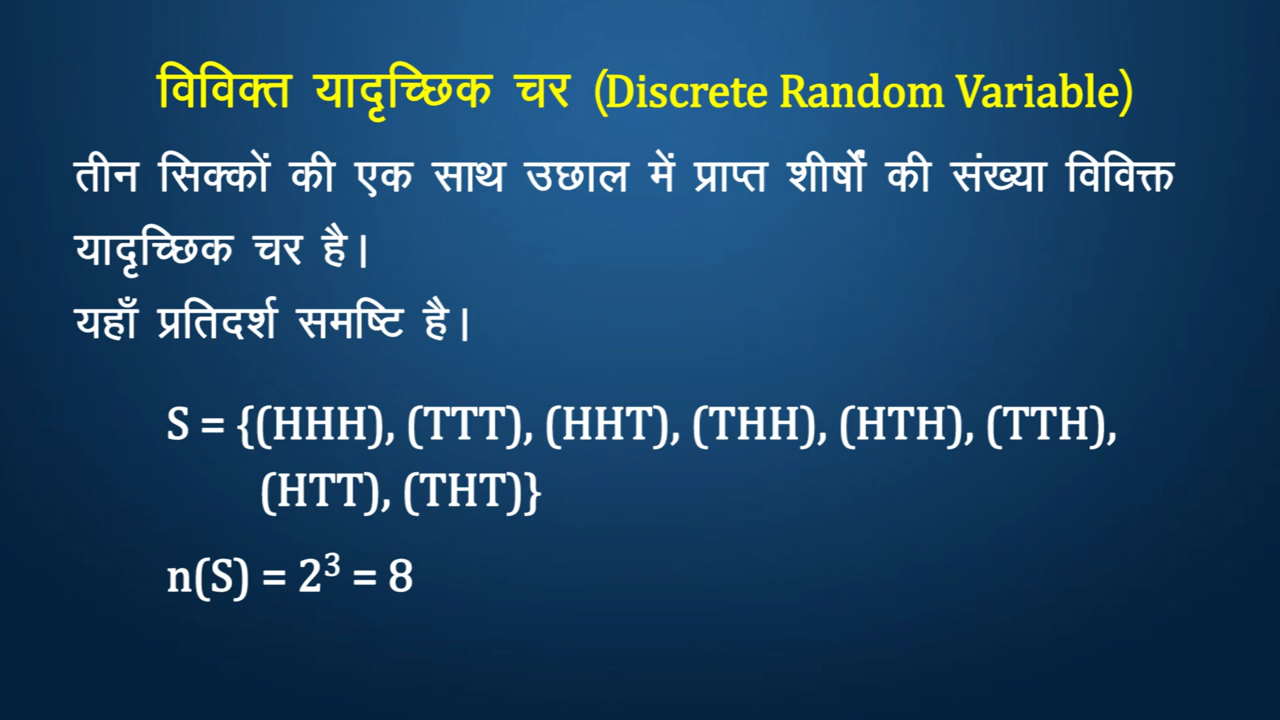 विविक्त यादृच्छिक चर (Discrete Random Variable)
तीन सिक्कों की एक साथ उछाल में प्राप्त शीर्षों की संख्या विविक्त
यादृच्छिक चर है।
यहाँ प्रतिदर्श समष्टि है।
S = {(HHH), (TTT), (HHT), (THH), (HTH), (TTH),
(HTT), (THT)}
n(S) = 2³ = 8